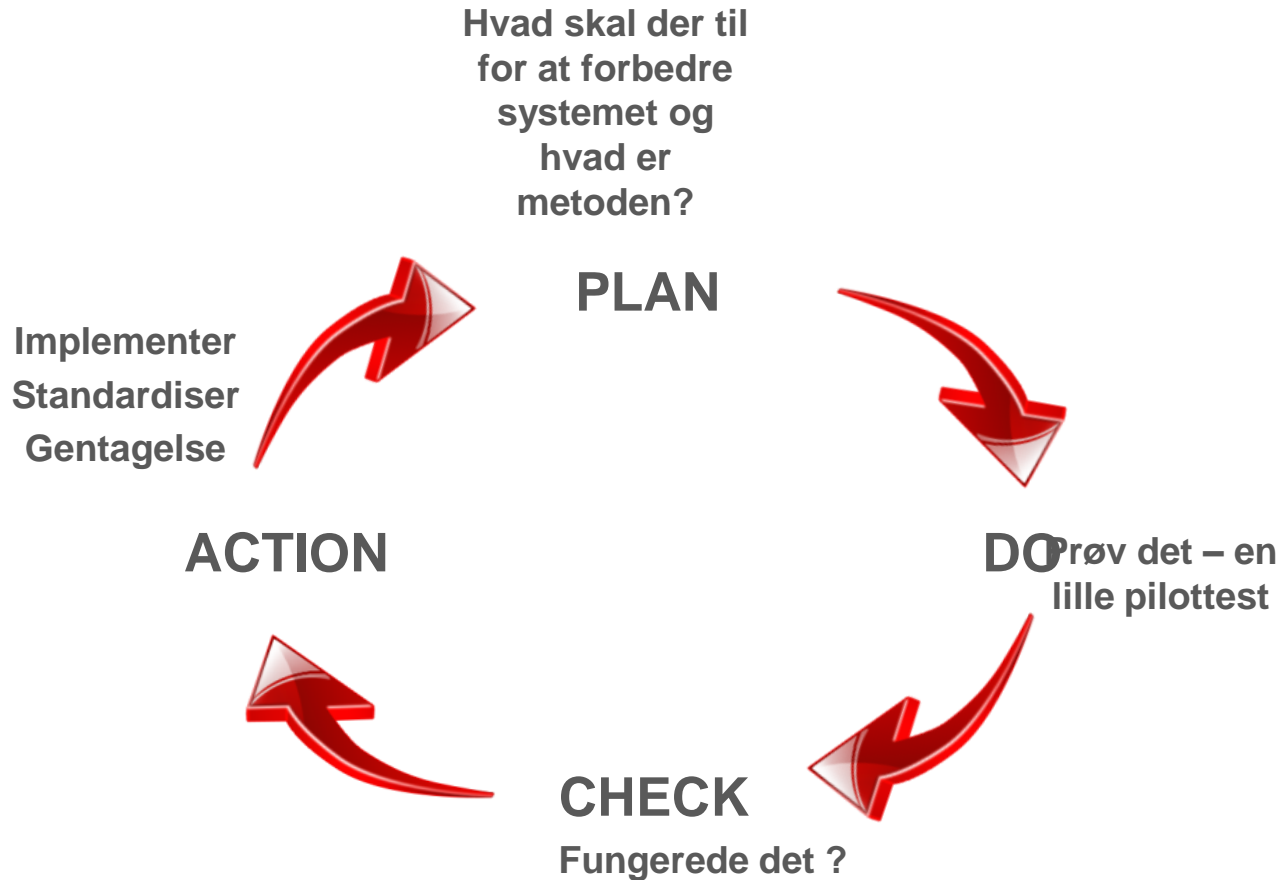 Hvad skal der til
for at forbedre
systemet og
hvad er
metoden?
PLAN
Implementer
Standardiser
Gentagelse
ACTION
DO
Prøv det – en
lille pilottest
CHECK
Fungerede det ?